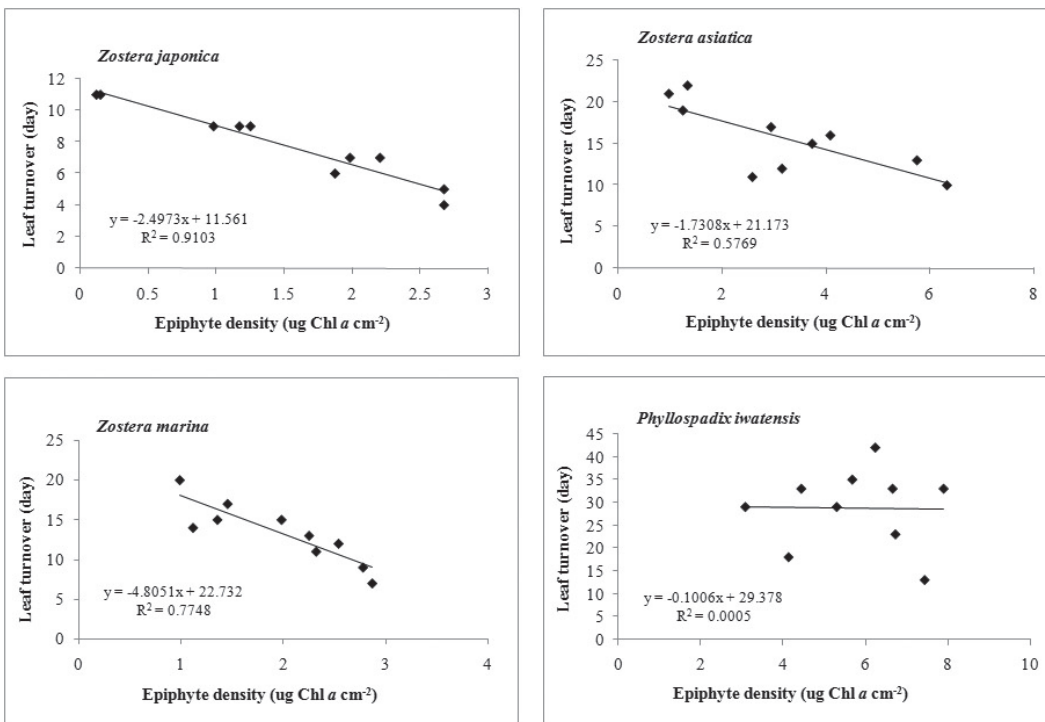 Zostera japonica
Leaf turnover (day)
12
10
8
6
4
2
0
y = -2.4973x + 11.561
R² = 0.9103
0 0.5 1 1.5 2 2.5 3
Epiphyte density (ug Chl a cm-2)
Zostera asiatica
Leaf turnover (day)
25
20
15
10
5
0
y = -1.7308x + 21.173
R² = 0.5769
0 2 4 6 8
Epiphyte density (ug Chl a cm-2)
Zostera marina
Leaf turnover (day)
25
20
15
10
5
0
y = -4.8051x + 22.732
R² = 0.7748
0 1 2 3 4
Epiphyte density (ug Chl a cm-2)
Phyllospadix iwatensis
Leaf turnover (day)
45
40
35
30
25
20
15
10
5
0
y = -0.1006x + 29.378
R² = 0.0005
0 2 4 6 8 10
Epiphyte density (ug Chl a cm-2)